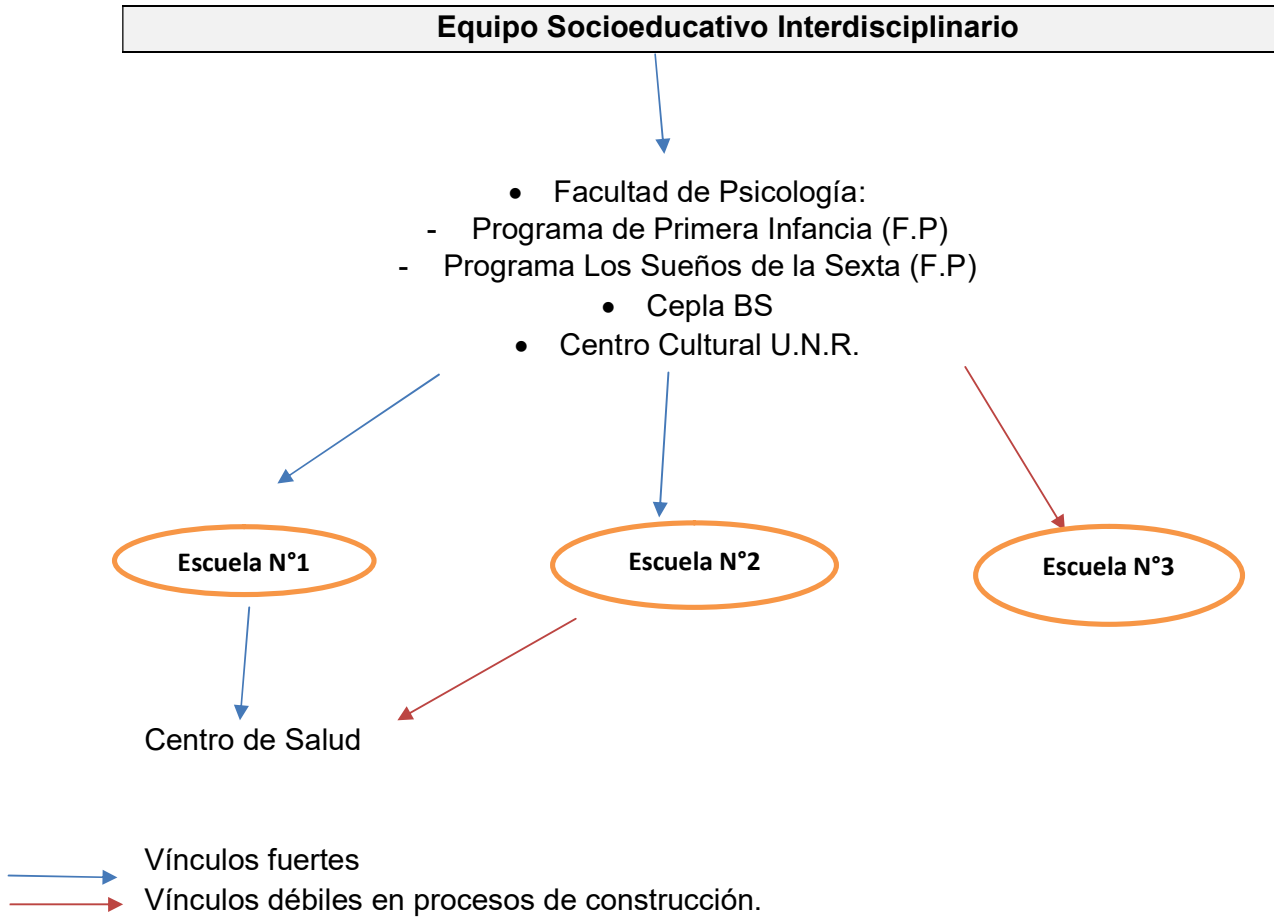 Equipo Socioeducativo Interdisciplinario
• Facultad de Psicología:
- Programa de Primera Infancia (F.P)
- Programa Los Sueños de la Sexta (F.P)
• Cepla BS
• Centro Cultural U.N.R.
Escuela N°1
Escuela N°2
Escuela N°3
Centro de Salud
Vínculos fuertes
Vínculos débiles en procesos de construcción.